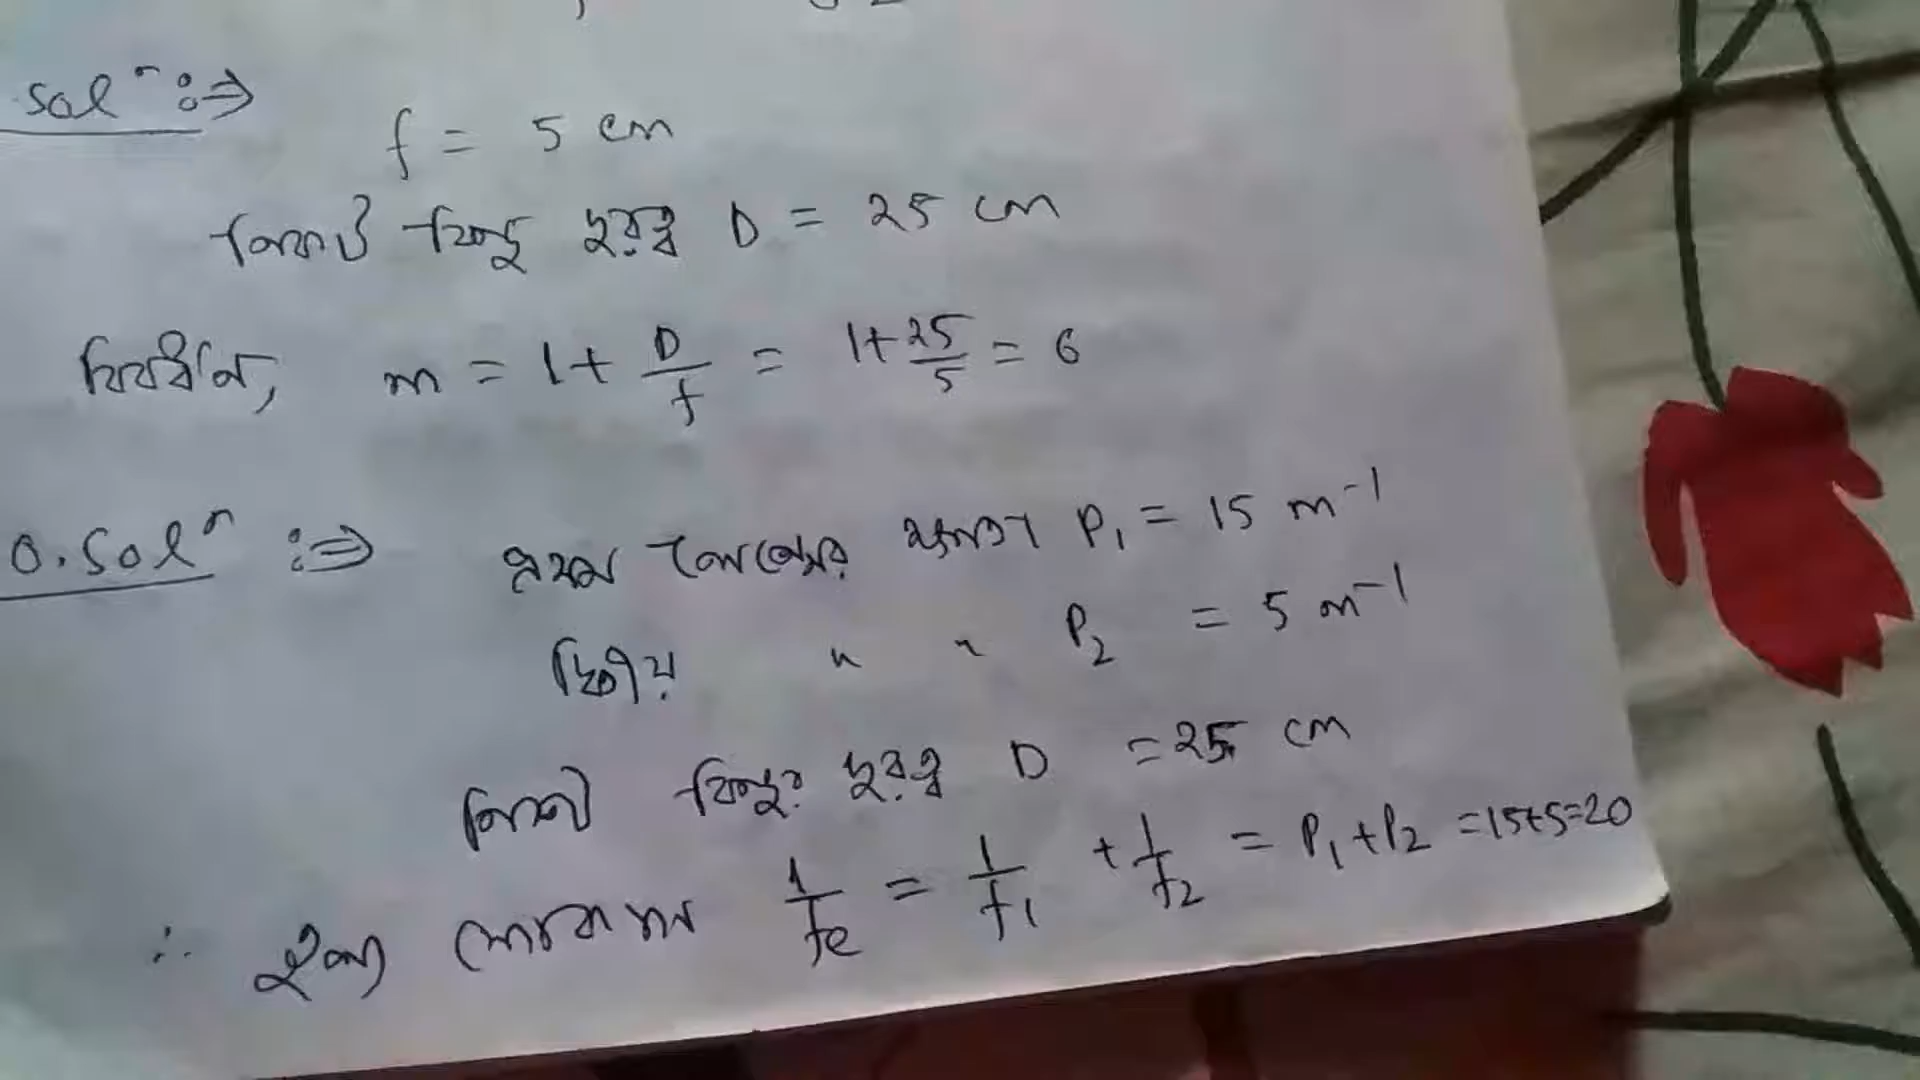 Solⁿ :⇒
f = 5 cm
নিকট বিন্দু দূরত্ব D = 25 cm
বিবর্ধন, m = 1 + D/f = 1 + 25/5 = 6
0. Solⁿ :⇒ প্রথম লেন্সের ক্ষমতা P₁ = 15 m⁻¹
দ্বিতীয় " " P₂ = 5 m⁻¹
নিকট বিন্দুর দূরত্ব D = 25 cm
∴ তুল্য ফোকাস 1/fe = 1/f₁ + 1/f₂ = P₁ + P₂ = 15+5=20